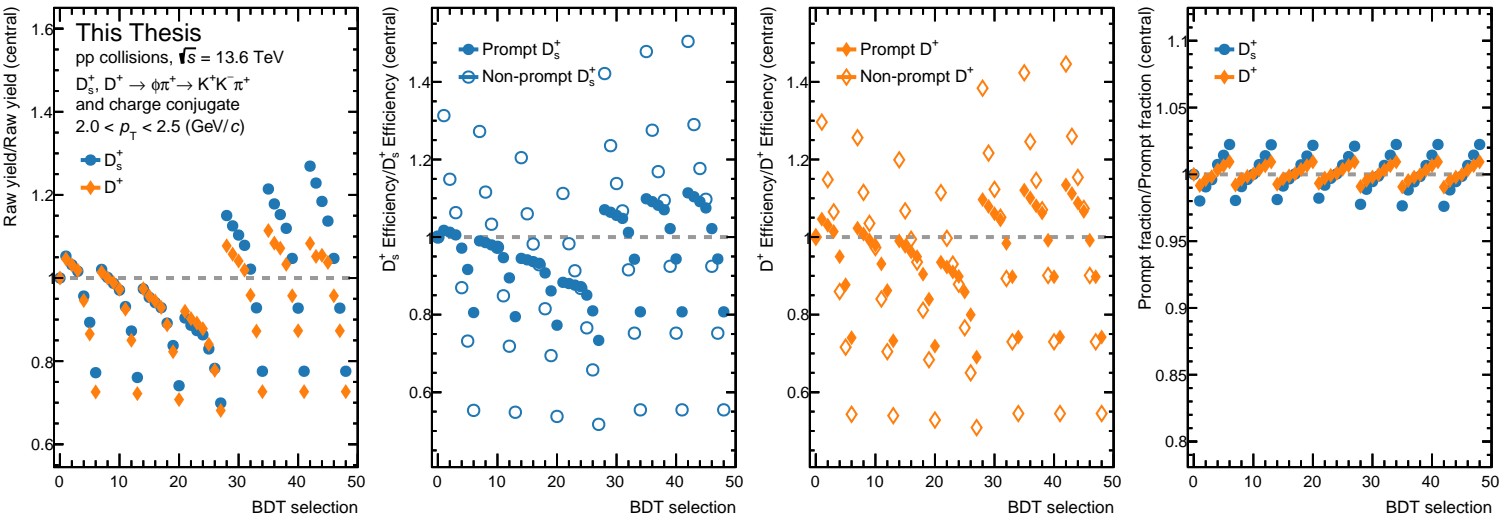 This Thesis
pp collisions, √s = 13.6 TeV
D_s^+, D^+ → φπ^+ → K^+K^-π^+
and charge conjugate
2.0 < p_T < 2.5 (GeV/c)
D_s^+
D^+
Raw yield/Raw yield (central)
1.6
1.4
1.2
1
0.8
0.6
0 10 20 30 40 50
BDT selection
Prompt D_s^+
Non-prompt D_s^+
D_s^+ Efficiency/D_s^+ Efficiency (central)
1.4
1.2
1
0.8
0.6
0 10 20 30 40 50
BDT selection
Prompt D^+
Non-prompt D^+
D^+ Efficiency/D^+ Efficiency (central)
1.4
1.2
1
0.8
0.6
0 10 20 30 40 50
BDT selection
D_s^+
D^+
Prompt fraction/Prompt fraction (central)
1.1
1.05
1
0.95
0.9
0.85
0.8
0 10 20 30 40 50
BDT selection